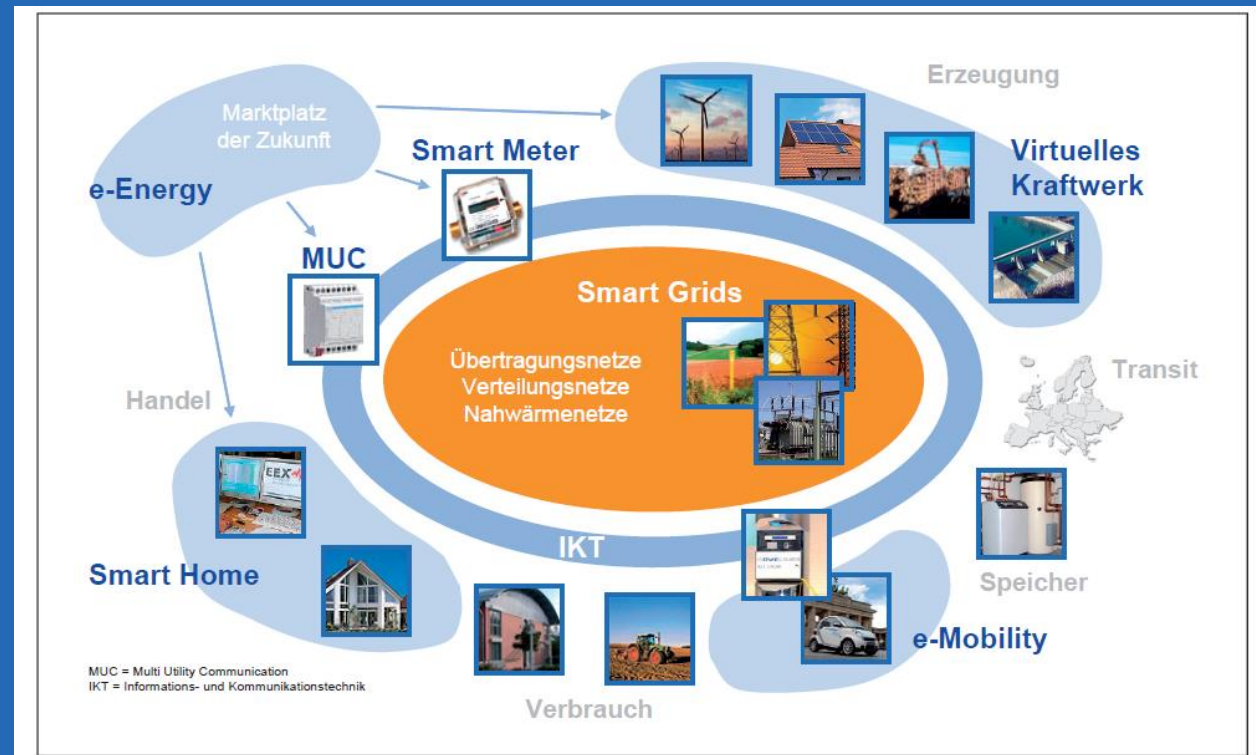 Erzeugung
Marktplatz
der Zukunft
e-Energy
Smart Meter
Virtuelles
Kraftwerk
MUC
Smart Grids
Übertragungsnetze
Verteilungsnetze
Nahwärmenetze
Transit
Handel
EEX
IKT
Smart Home
Speicher
e-Mobility
MUC = Multi Utility Communication
IKT = Informations- und Kommunikationstechnik
Verbrauch